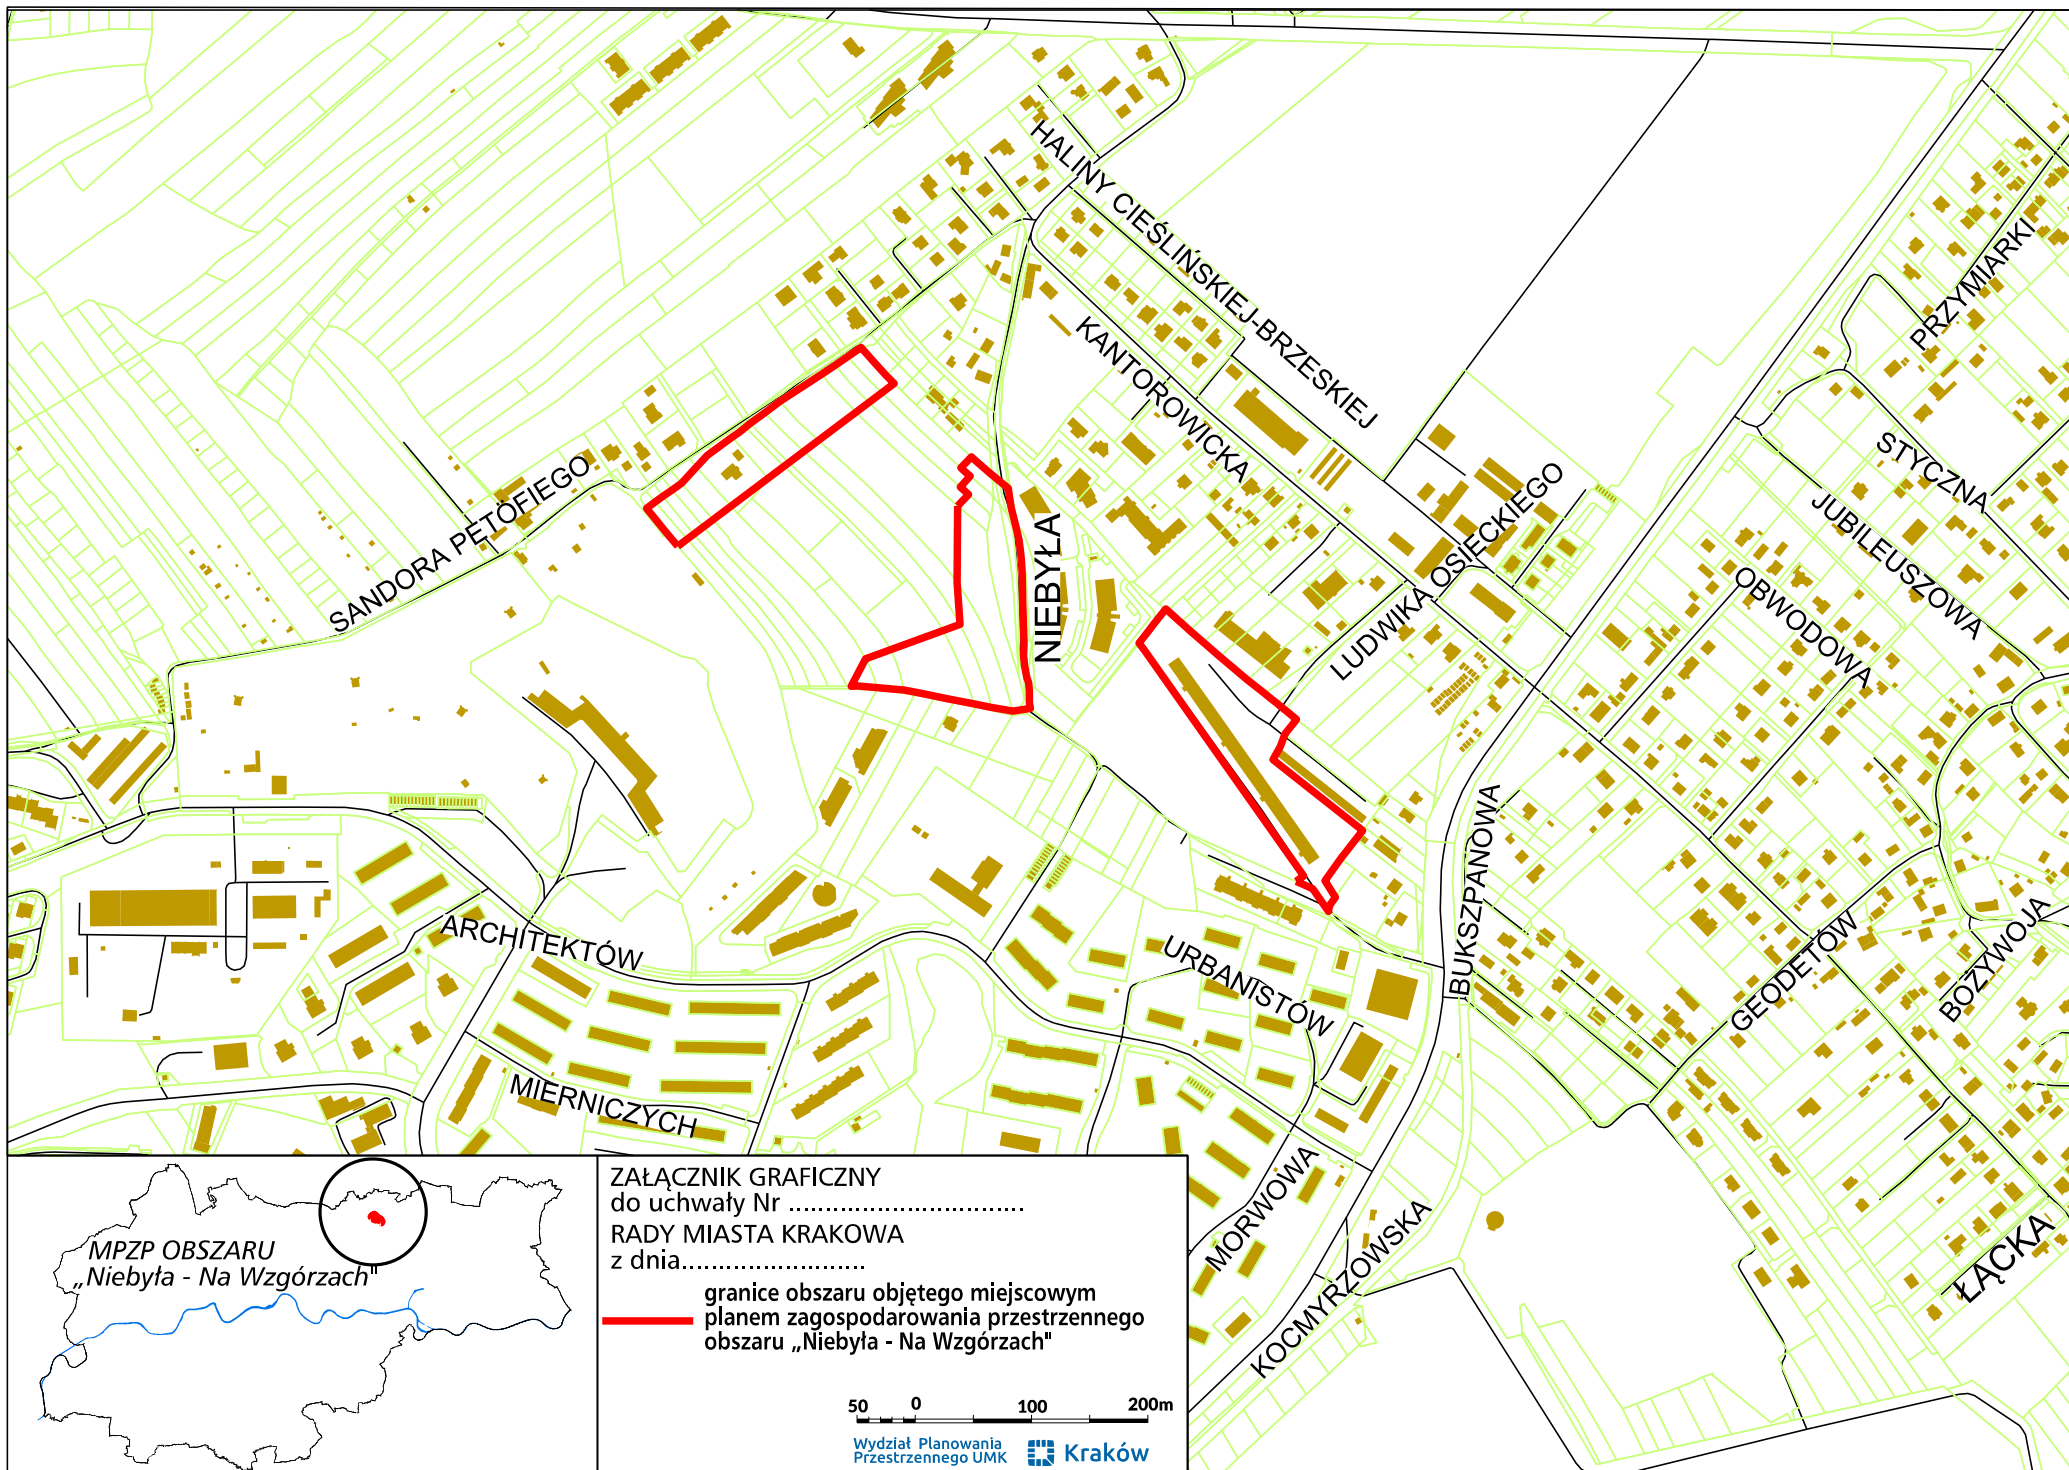 HALINY CIEŚLIŃSKIEJ-BRZESKIEJ
KANTOROWICKA
PRZYMIARKI
STYCZNA
JUBILEUSZOWA
OBWODOWA
SANDORA PETÖFIEGO
NIEBYŁA
LUDWIKA OSIECKIEGO
BUKSZPANOWA
ARCHITEKTÓW
URBANISTÓW
GEODETÓW
BOŻYWOJA
MIERNICZYCH
MORWOWA
KOCMYRZOWSKA
ŁĄCKA
MPZP OBSZARU
„Niebyła - Na Wzgórzach"
ZAŁĄCZNIK GRAFICZNY
do uchwały Nr ................................
RADY MIASTA KRAKOWA
z dnia.........................
granice obszaru objętego miejscowym
planem zagospodarowania przestrzennego
obszaru „Niebyła - Na Wzgórzach"
50 0 100 200m
Wydział Planowania
Przestrzennego UMK
Kraków